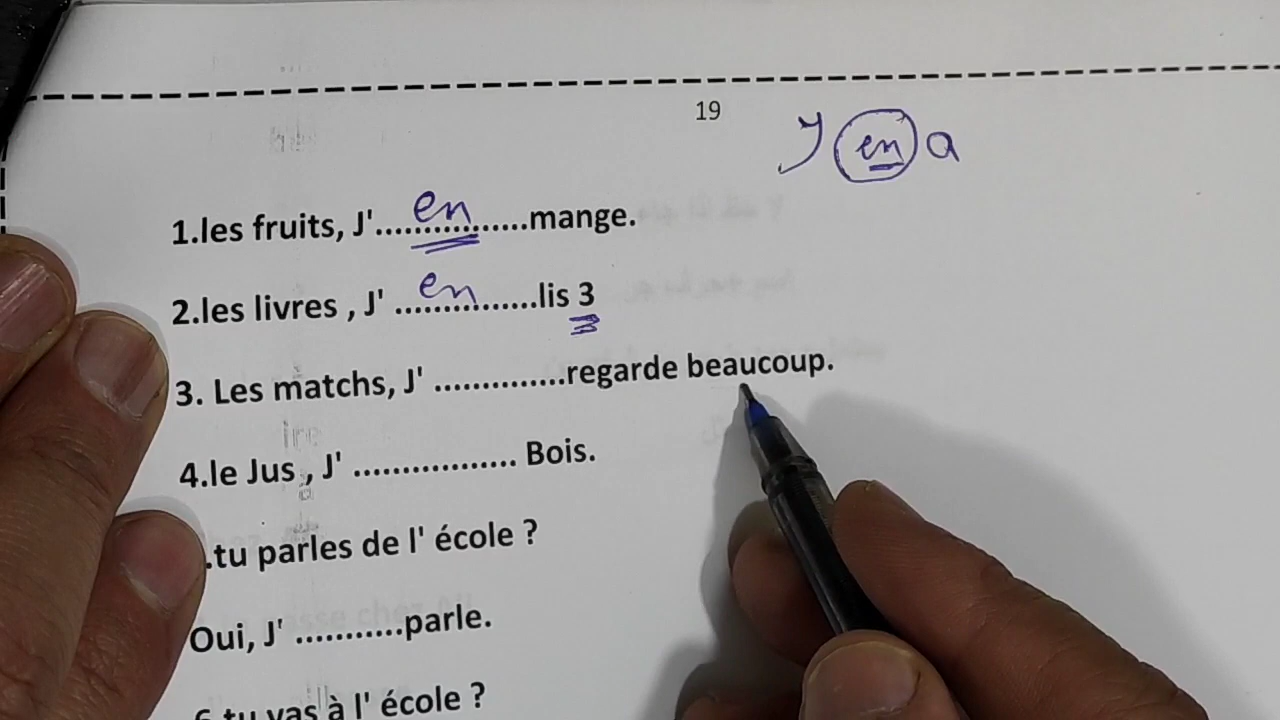 19
y en a
1.les fruits, J'......en......mange.
2.les livres , J' ...en......lis 3
3. Les matchs, J' ..............regarde beaucoup.
4.le Jus , J' ................. Bois.
.tu parles de l' école ?
Oui, J' ...........parle.
6.tu vas à l' école ?